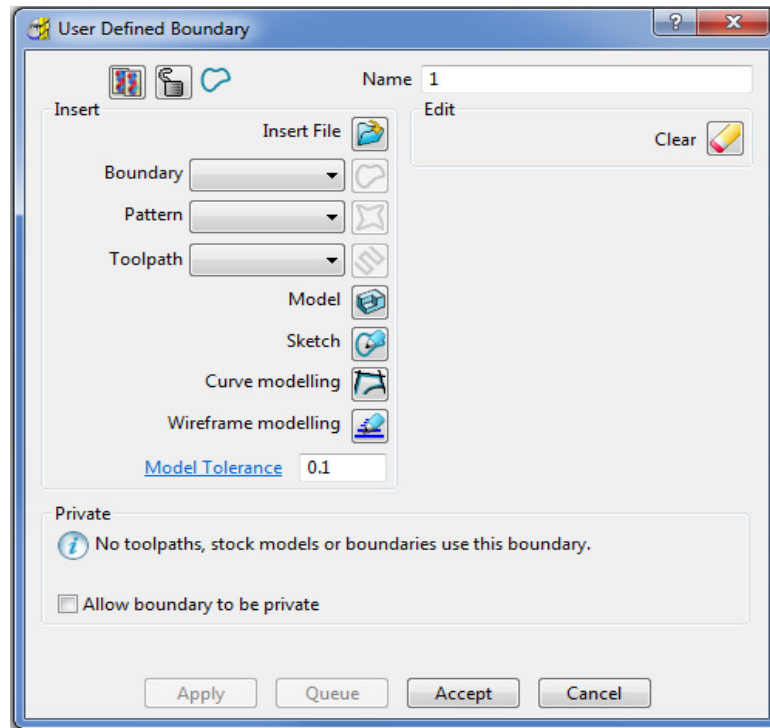 User Defined Boundary
Name 1
Insert
Edit
Insert File
Clear
Boundary
Pattern
Toolpath
Model
Sketch
Curve modelling
Wireframe modelling
Model Tolerance 0.1
Private
No toolpaths, stock models or boundaries use this boundary.
Allow boundary to be private
Apply Queue Accept Cancel